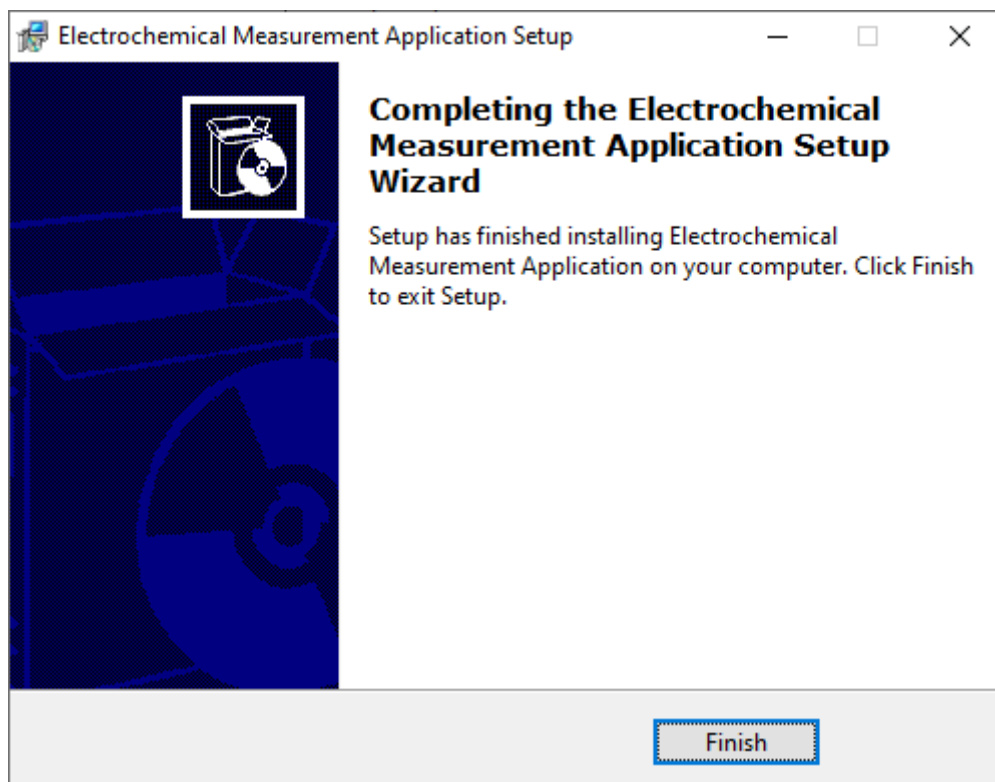 Electrochemical Measurement Application Setup
Completing the Electrochemical
Measurement Application Setup
Wizard
Setup has finished installing Electrochemical
Measurement Application on your computer. Click Finish
to exit Setup.
Finish